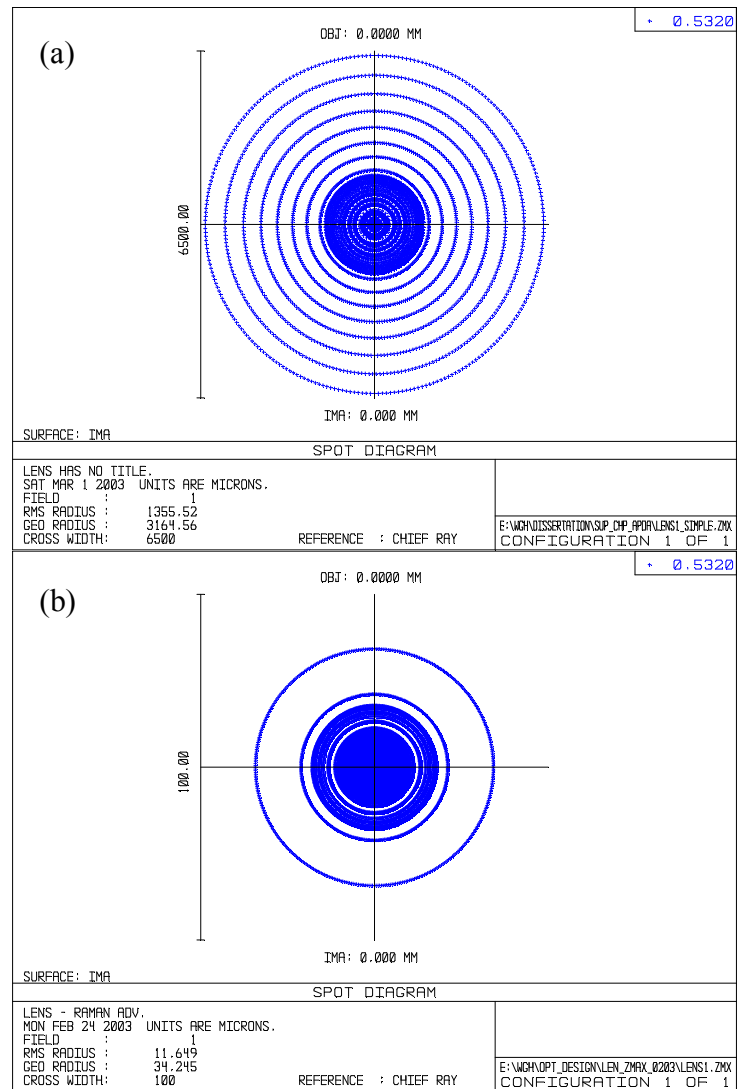 (a)
+ 0.5320
OBJ: 0.0000 MM
6500.00
IMA: 0.000 MM
SURFACE: IMA
SPOT DIAGRAM
LENS HAS NO TITLE.
SAT MAR 1 2003 UNITS ARE MICRONS.
FIELD : 1
RMS RADIUS : 1355.52
GEO RADIUS : 3164.56
CROSS WIDTH: 6500 REFERENCE : CHIEF RAY
E:\WGH\DISSERTATION\SUP_CHP_APDA\LENS1_SIMPLE.ZMX
CONFIGURATION 1 OF 1
(b)
+ 0.5320
OBJ: 0.0000 MM
100.00
IMA: 0.000 MM
SURFACE: IMA
SPOT DIAGRAM
LENS - RAMAN ADV.
MON FEB 24 2003 UNITS ARE MICRONS.
FIELD : 1
RMS RADIUS : 11.649
GEO RADIUS : 34.245
CROSS WIDTH: 100 REFERENCE : CHIEF RAY
E:\WGH\OPT_DESIGN\LEN_ZMAX_0203\LENS1.ZMX
CONFIGURATION 1 OF 1